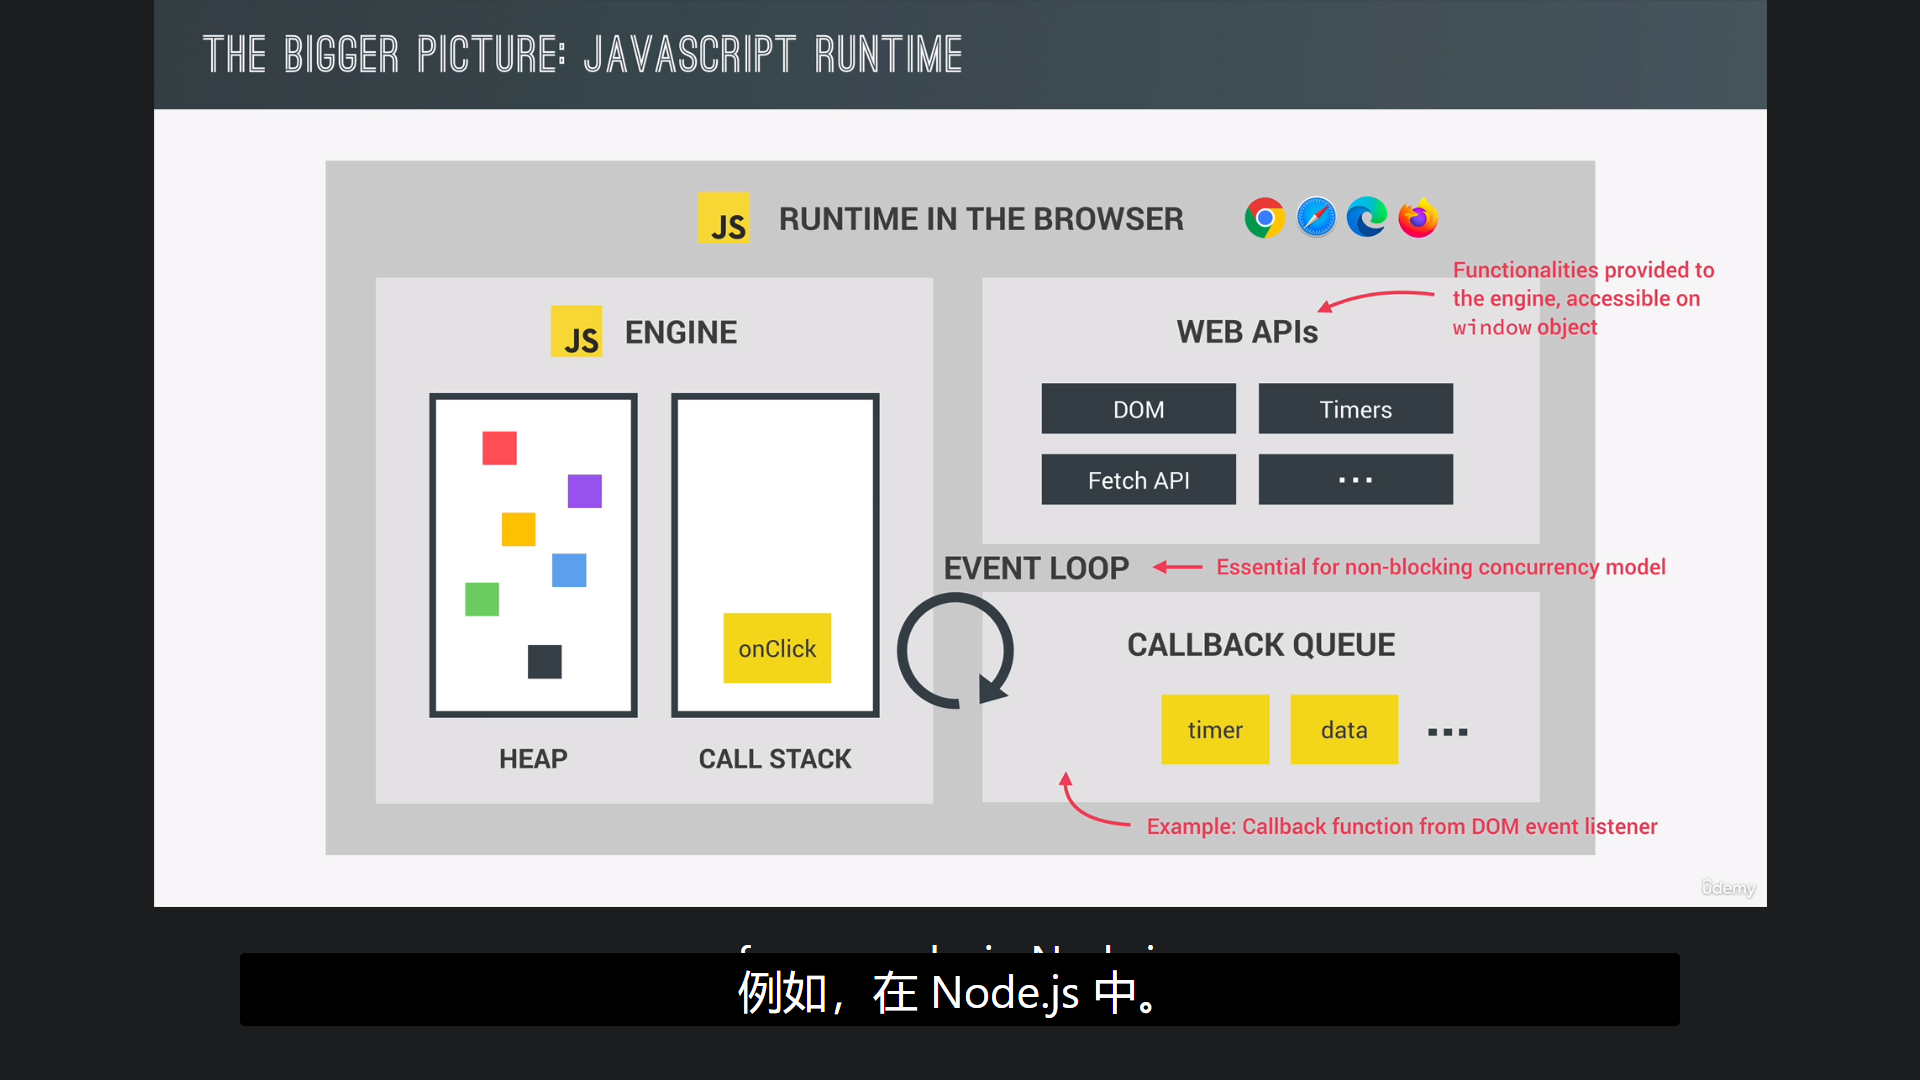 THE BIGGER PICTURE: JAVASCRIPT RUNTIME
JS
RUNTIME IN THE BROWSER
JS
ENGINE
HEAP
onClick
CALL STACK
WEB APIs
Functionalities provided to
the engine, accessible on
window object
DOM
Timers
Fetch API
...
EVENT LOOP
Essential for non-blocking concurrency model
CALLBACK QUEUE
timer
data
...
Example: Callback function from DOM event listener
ûdemy
例如，在 Node.js 中。